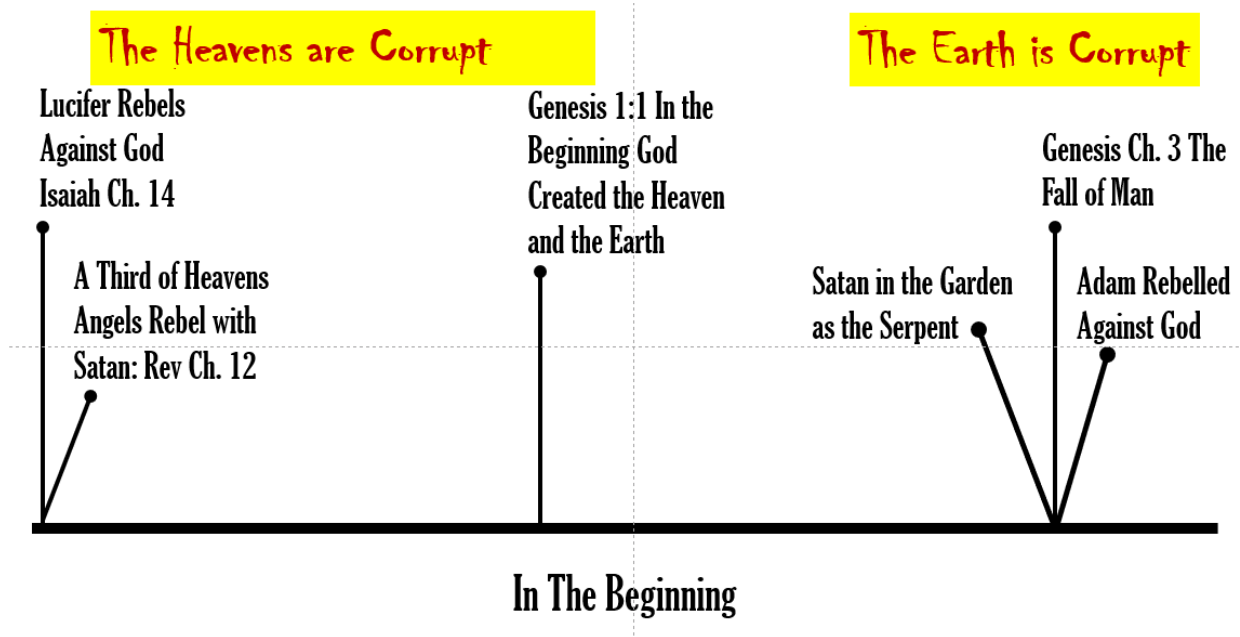 The Heavens are Corrupt
The Earth is Corrupt
Lucifer Rebels
Against God
Isaiah Ch. 14
A Third of Heavens
Angels Rebel with
Satan: Rev Ch. 12
Genesis 1:1 In the
Beginning God
Created the Heaven
and the Earth
Satan in the Garden
as the Serpent
Genesis Ch. 3 The
Fall of Man
Adam Rebelled
Against God
In The Beginning